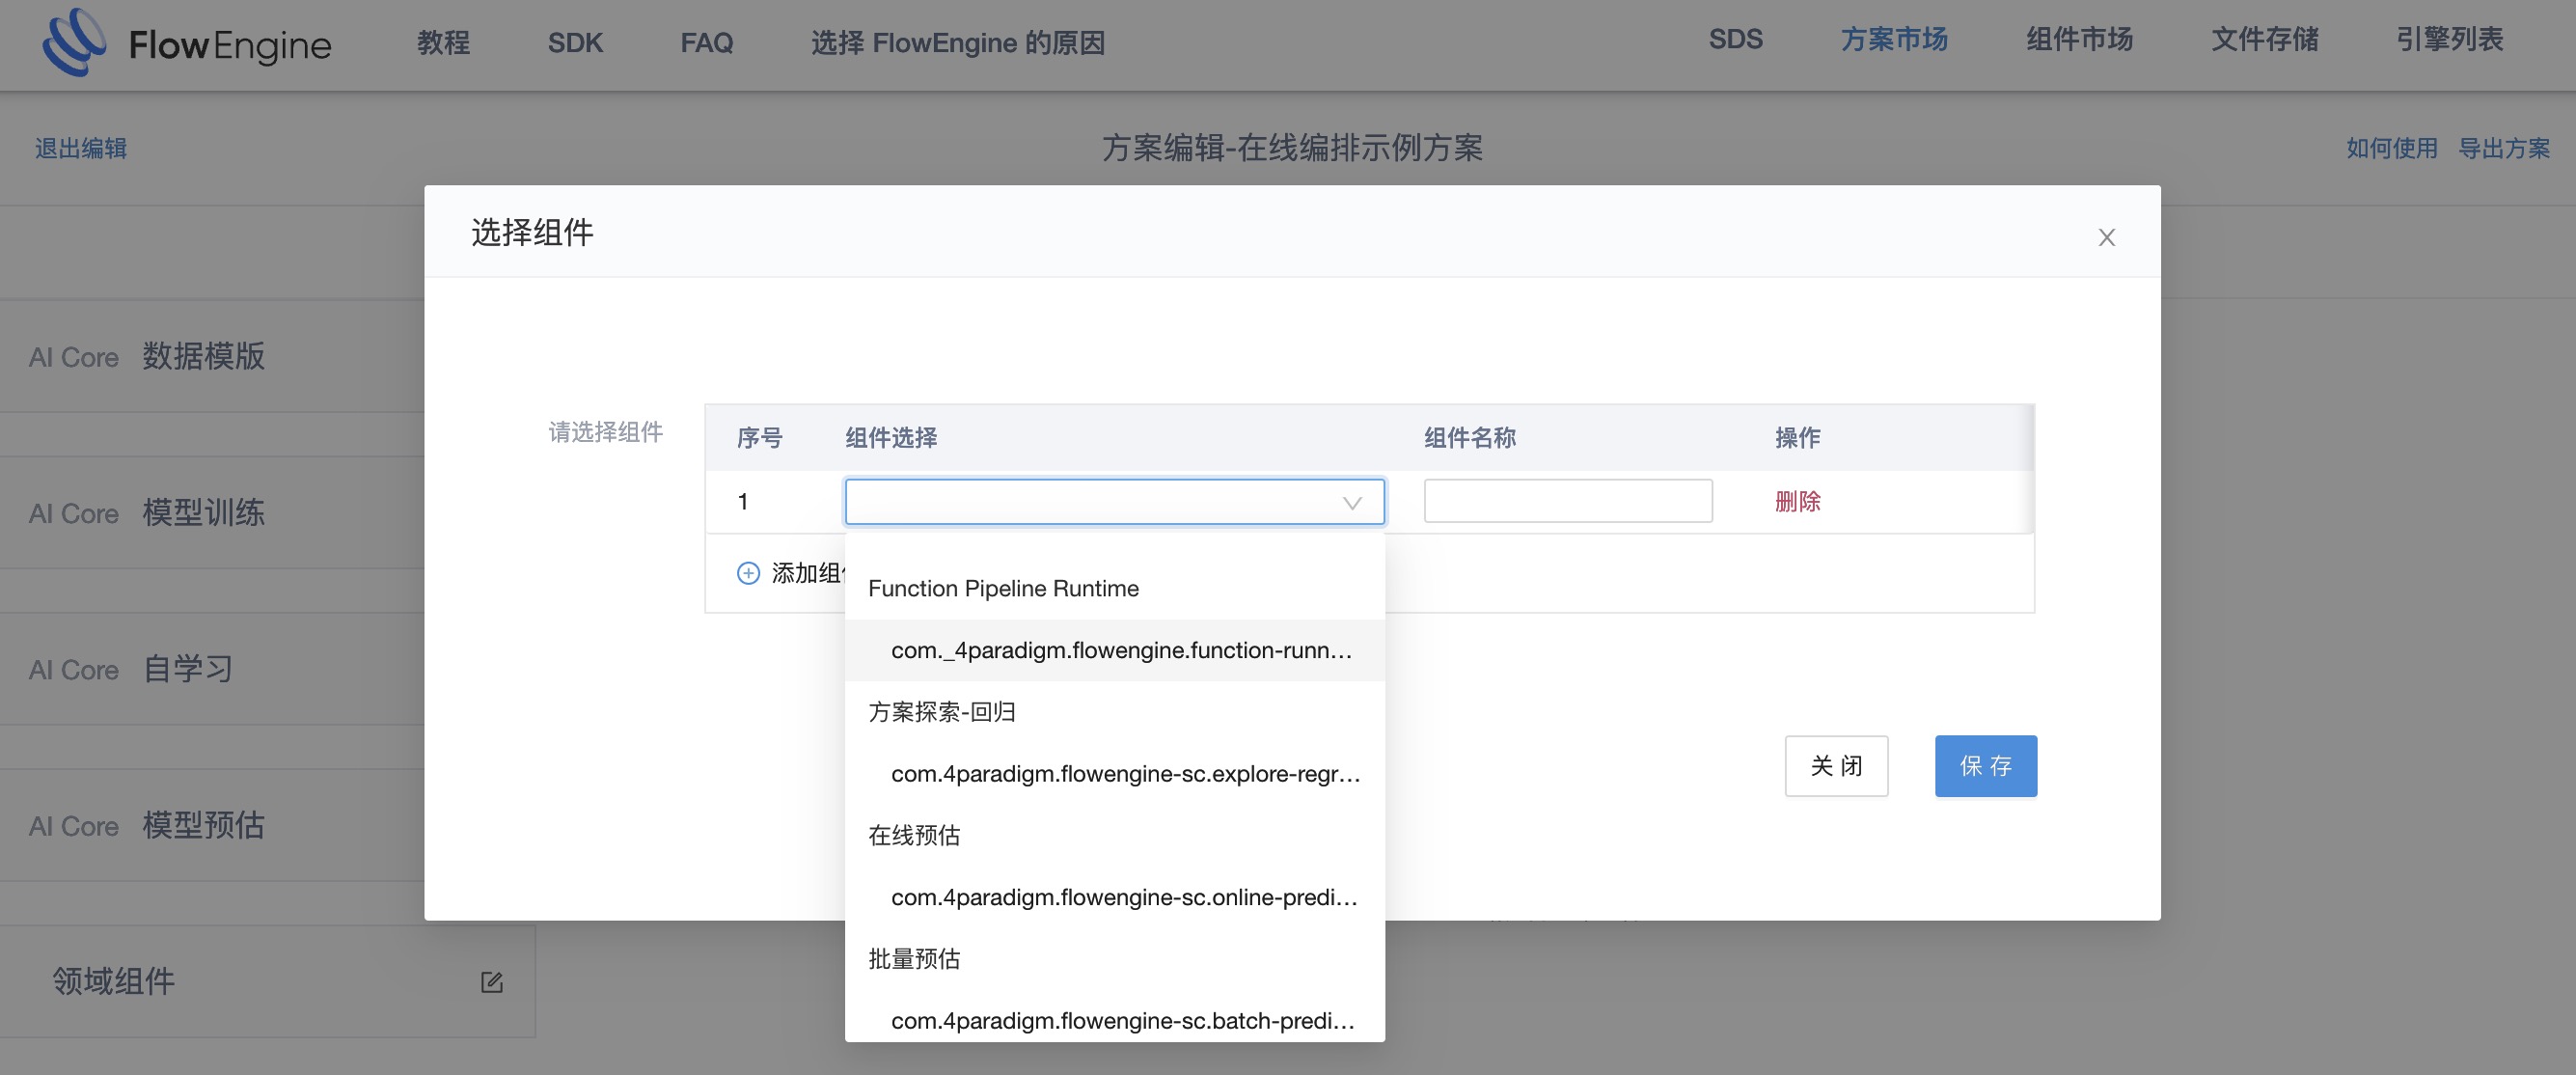 FlowEngine 教程 SDK FAQ 选择 FlowEngine 的原因 SDS 方案市场 组件市场 文件存储 引擎列表
退出编辑 方案编辑-在线编排示例方案 如何使用 导出方案
选择组件 X
AI Core 数据模版
AI Core 模型训练
AI Core 自学习
AI Core 模型预估
领域组件
请选择组件 序号 组件选择 组件名称 操作
1 删除
添加组
Function Pipeline Runtime
com._4paradigm.flowengine.function-runn...
方案探索-回归
com.4paradigm.flowengine-sc.explore-regr...
在线预估
com.4paradigm.flowengine-sc.online-predi...
批量预估
com.4paradigm.flowengine-sc.batch-predi...
关 闭 保 存